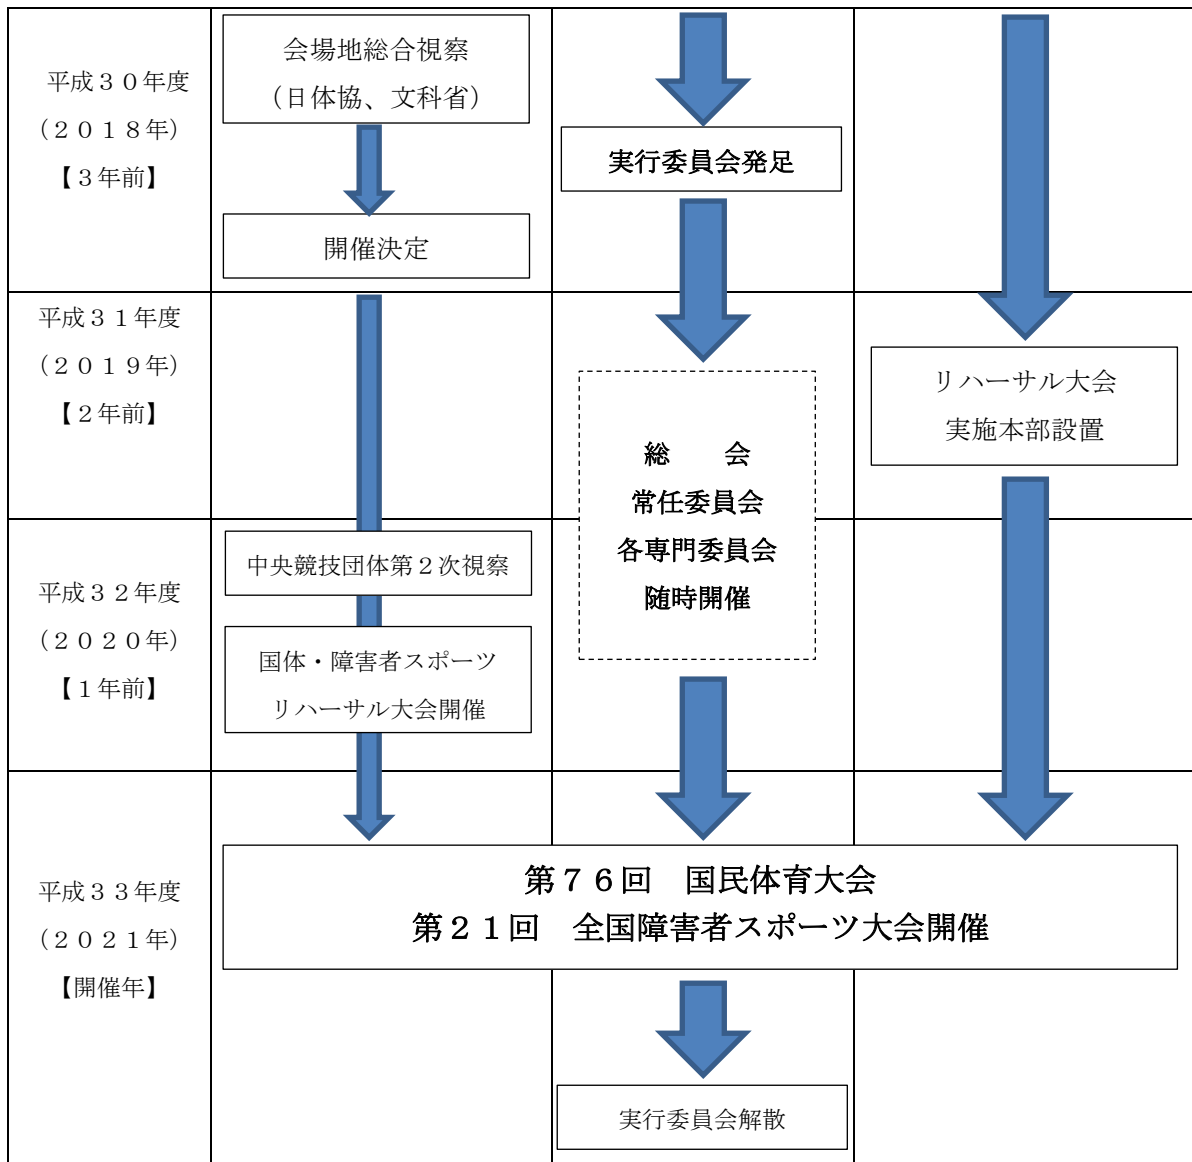 平成３０年度
（２０１８年）
【３年前】
会場地総合視察
（日体協、文科省）
開催決定
実行委員会発足
平成３１年度
（２０１９年）
【２年前】
総　　会
常任委員会
各専門委員会
随時開催
リハーサル大会
実施本部設置
平成３２年度
（２０２０年）
【１年前】
中央競技団体第２次視察
国体・障害者スポーツ
リハーサル大会開催
平成３３年度
（２０２１年）
【開催年】
第７６回　国民体育大会
第２１回　全国障害者スポーツ大会開催
実行委員会解散